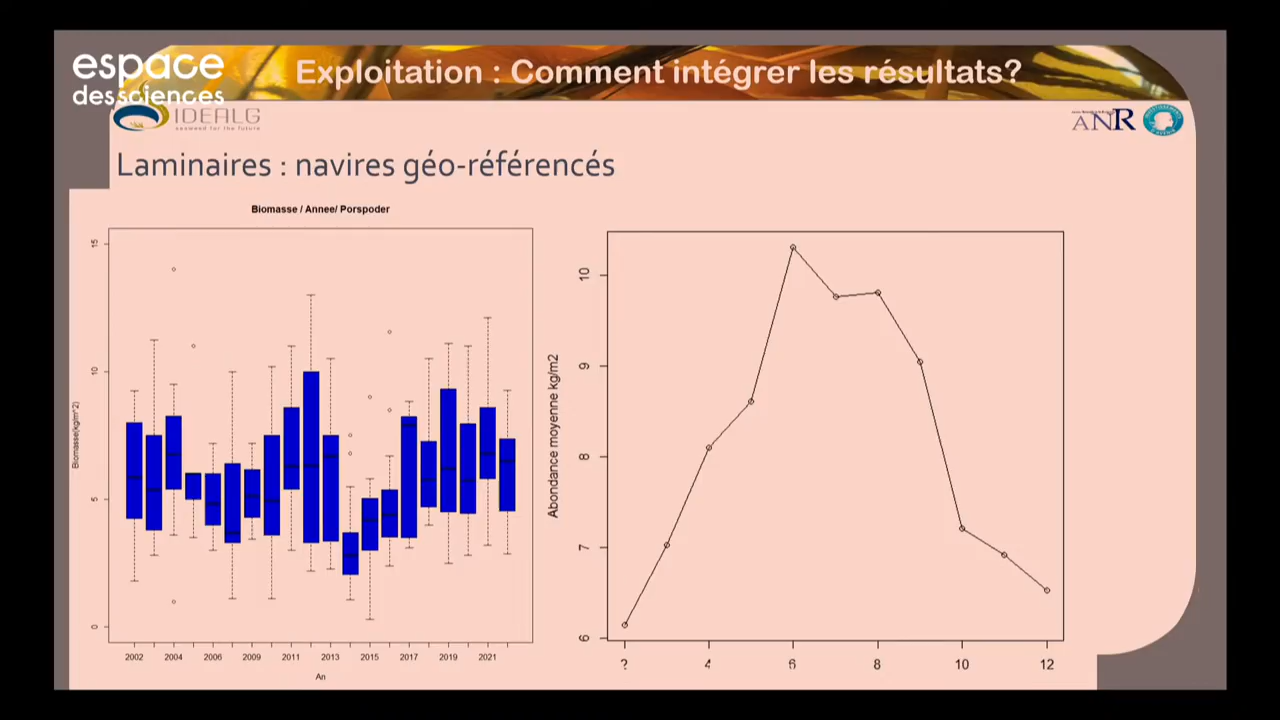 espace
des sciences
Exploitation : Comment intégrer les résultats?
IDEALG
seaweed for the future
ANR
Laminaires : navires géo-référencés
Biomasse / Annee/ Porspoder
Biomasse(kg/m^2)
15
10
5
0
2002 2004 2006 2009 2011 2013 2015 2017 2019 2021
An
Abondance moyenne kg/m2
10
9
8
7
6
2 4 6 8 10 12